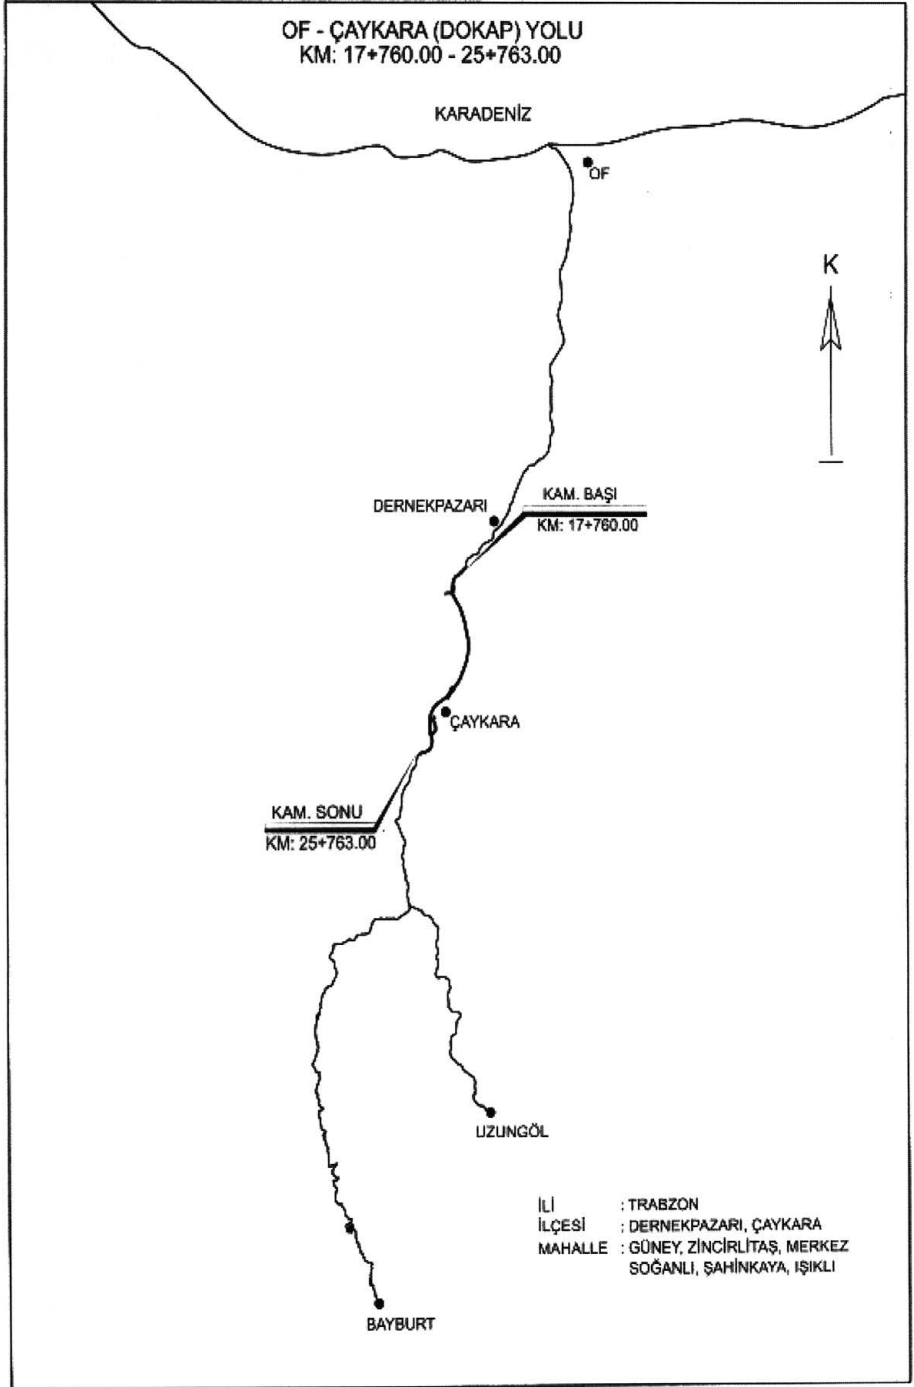 OF - ÇAYKARA (DOKAP) YOLU
KM: 17+760.00 - 25+763.00
KARADENİZ
OF
K
DERNEKPAZARI
KAM. BAŞI
KM: 17+760.00
ÇAYKARA
KAM. SONU
KM: 25+763.00
UZUNGÖL
İLİ : TRABZON
İLÇESİ : DERNEKPAZARI, ÇAYKARA
MAHALLE : GÜNEY, ZİNCİRLİTAŞ, MERKEZ
SOĞANLI, ŞAHİNKAYA, IŞIKLI
BAYBURT